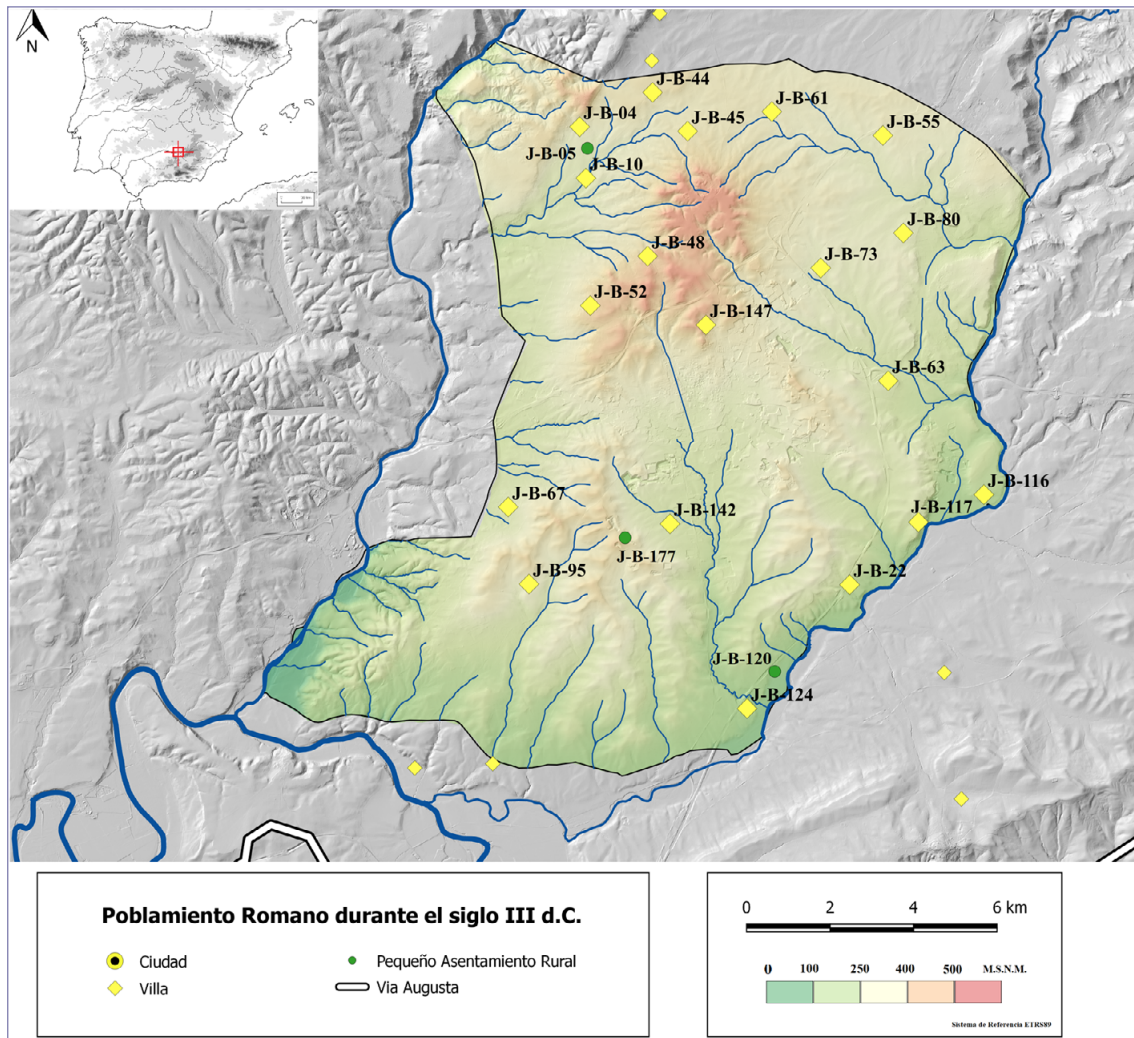 N
J-B-44
J-B-61
J-B-04
J-B-45
J-B-55
J-B-05
J-B-10
J-B-80
J-B-48
J-B-73
J-B-52
J-B-147
J-B-63
J-B-67
J-B-116
J-B-142
J-B-117
J-B-177
J-B-95
J-B-22
J-B-120
J-B-124
Poblamiento Romano durante el siglo III d.C.
Ciudad
Pequeño Asentamiento Rural
Villa
Via Augusta
0 2 4 6 km
0 100 250 400 500 M.S.N.M.
Sistema de Referencia ETRS89